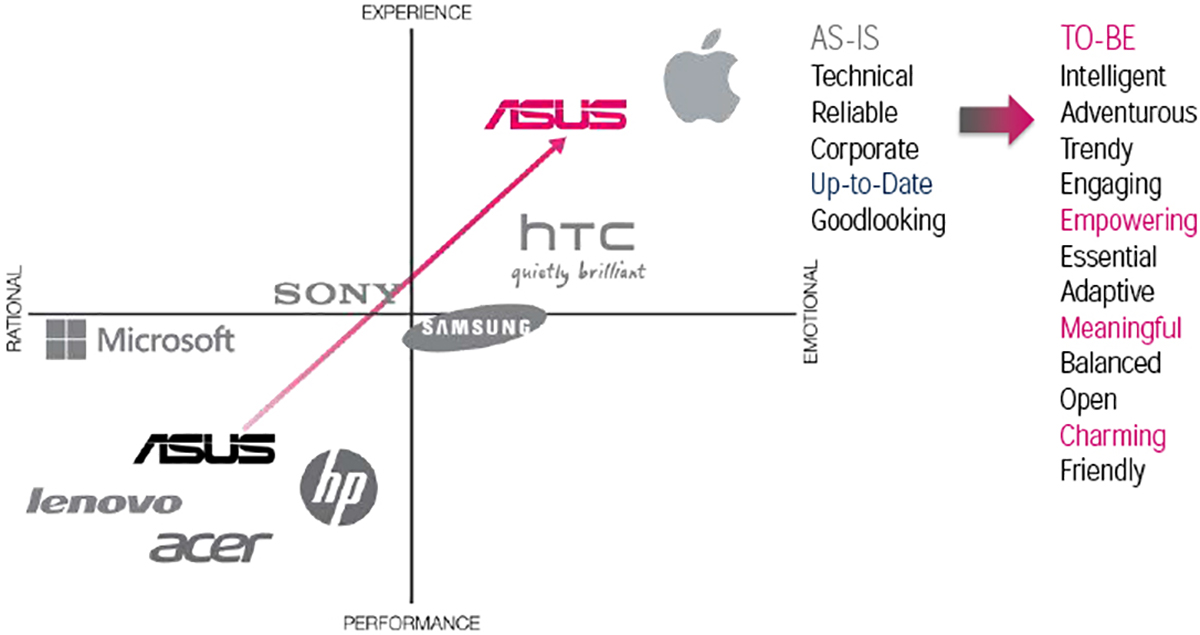 EXPERIENCE
ASUS
hTC
quietly brilliant
SONY
RATIONAL
EMOTIONAL
SAMSUNG
Microsoft
ASUS
hp
lenovo
acer
PERFORMANCE
AS-IS
Technical
Reliable
Corporate
Up-to-Date
Goodlooking
TO-BE
Intelligent
Adventurous
Trendy
Engaging
Empowering
Essential
Adaptive
Meaningful
Balanced
Open
Charming
Friendly